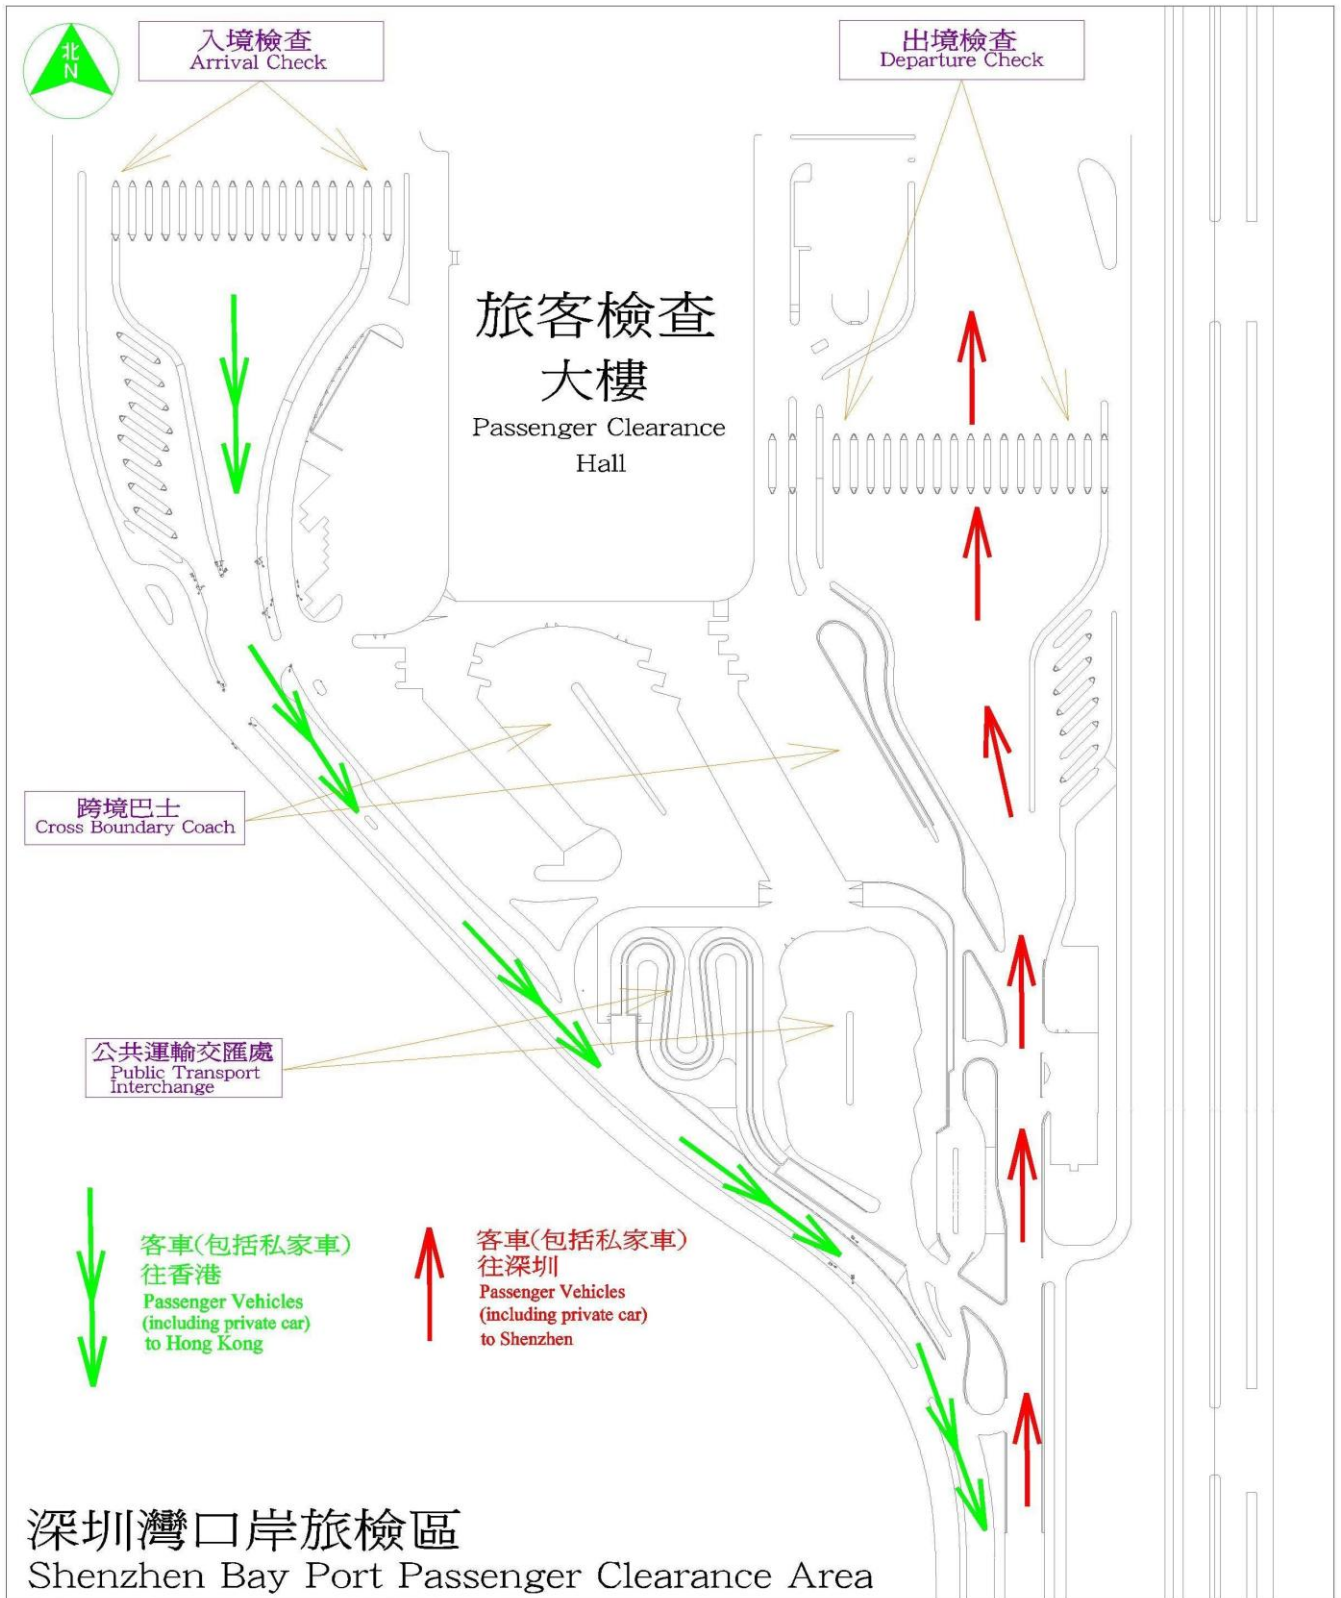 北
N
入境檢查
Arrival Check
出境檢查
Departure Check
旅客檢查
大樓
Passenger Clearance
Hall
跨境巴士
Cross Boundary Coach
公共運輸交匯處
Public Transport
Interchange
客車(包括私家車)
往香港
Passenger Vehicles
(including private car)
to Hong Kong
客車(包括私家車)
往深圳
Passenger Vehicles
(including private car)
to Shenzhen
深圳灣口岸旅檢區
Shenzhen Bay Port Passenger Clearance Area